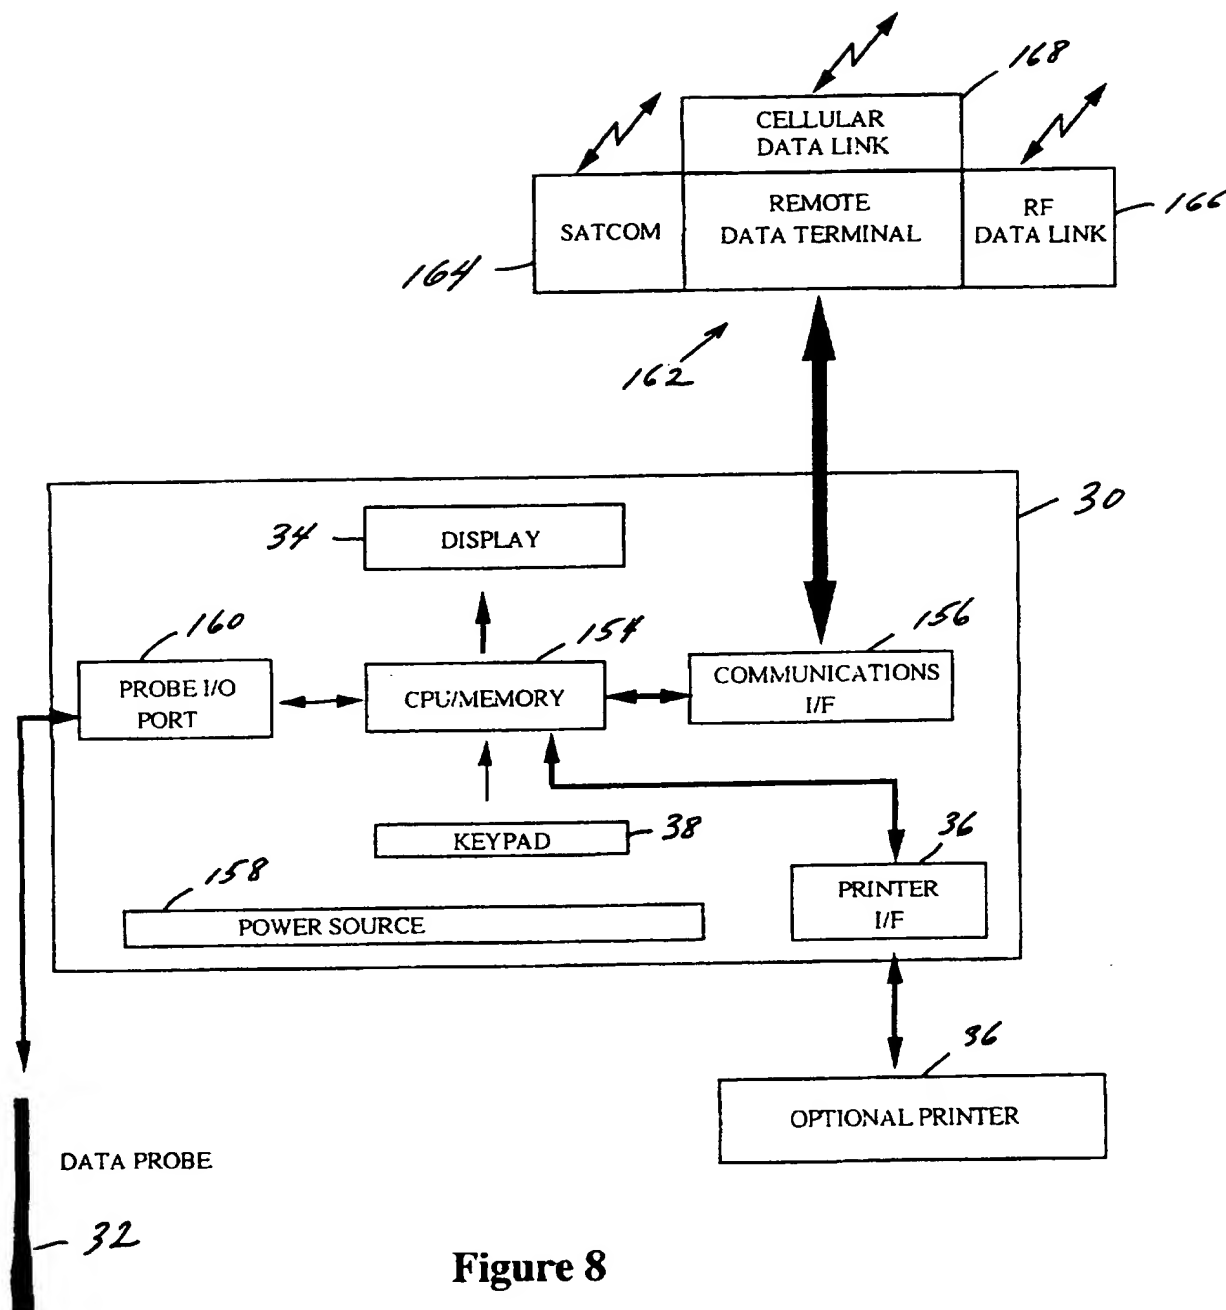 168
CELLULAR
DATA LINK
SATCOM
REMOTE
DATA TERMINAL
RF
DATA LINK
166
164
162
30
34
DISPLAY
160
154
156
PROBE I/O
PORT
CPU/MEMORY
COMMUNICATIONS
I/F
KEYPAD
38
36
158
POWER SOURCE
PRINTER
I/F
36
OPTIONAL PRINTER
DATA PROBE
32
Figure 8